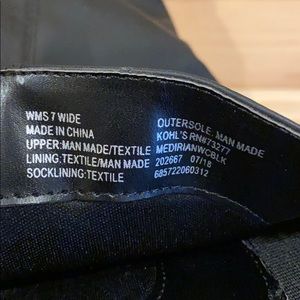 WMS 7 WIDE
MADE IN CHINA
UPPER:MAN MADE/TEXTILE
LINING:TEXTILE/MAN MADE
SOCKLINING:TEXTILE
OUTERSOLE: MAN MADE
KOHL'S RN#73277
MEDIRIANWCBLK
202667 07/18
685722060312